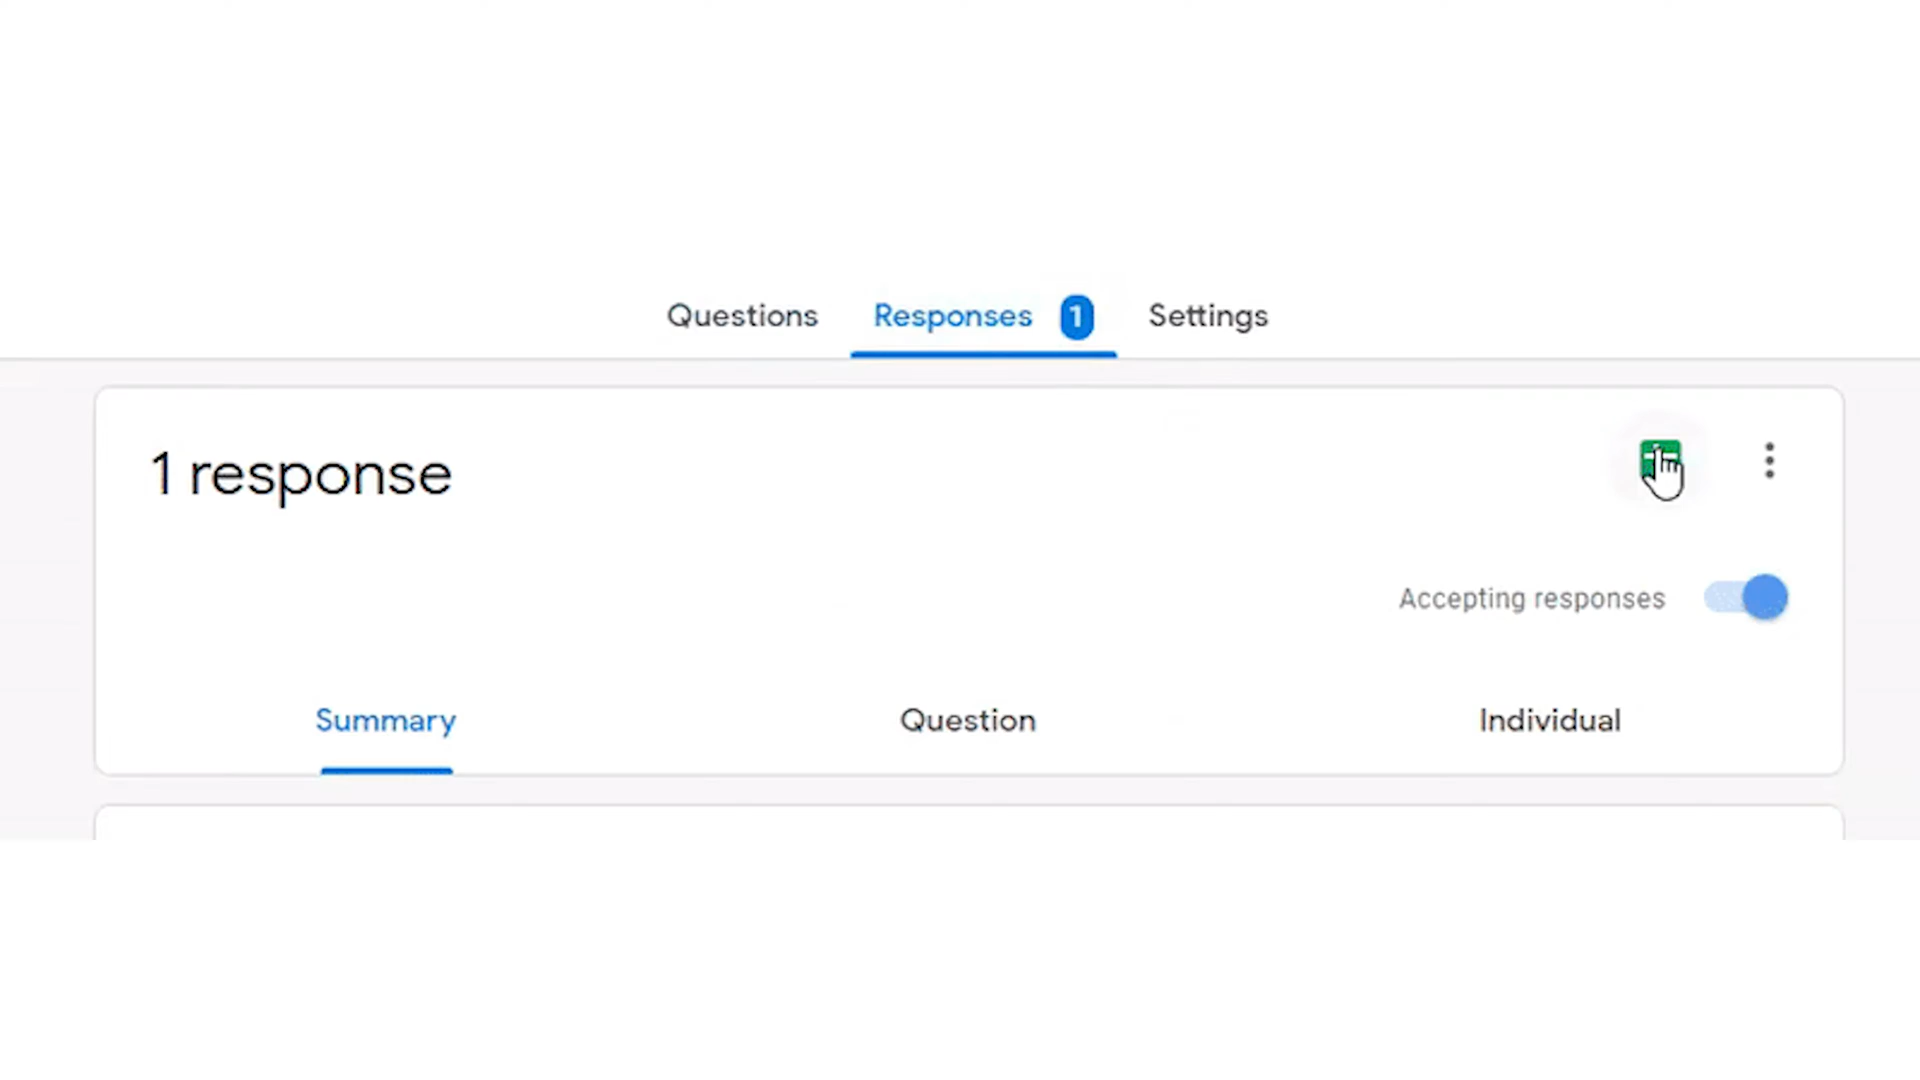 Questions Responses 1 Settings
1 response
Accepting responses
Summary Question Individual